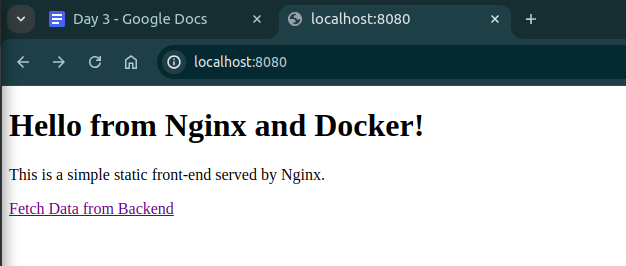 Day 3 - Google Docs
localhost:8080
localhost:8080
Hello from Nginx and Docker!
This is a simple static front-end served by Nginx.
Fetch Data from Backend